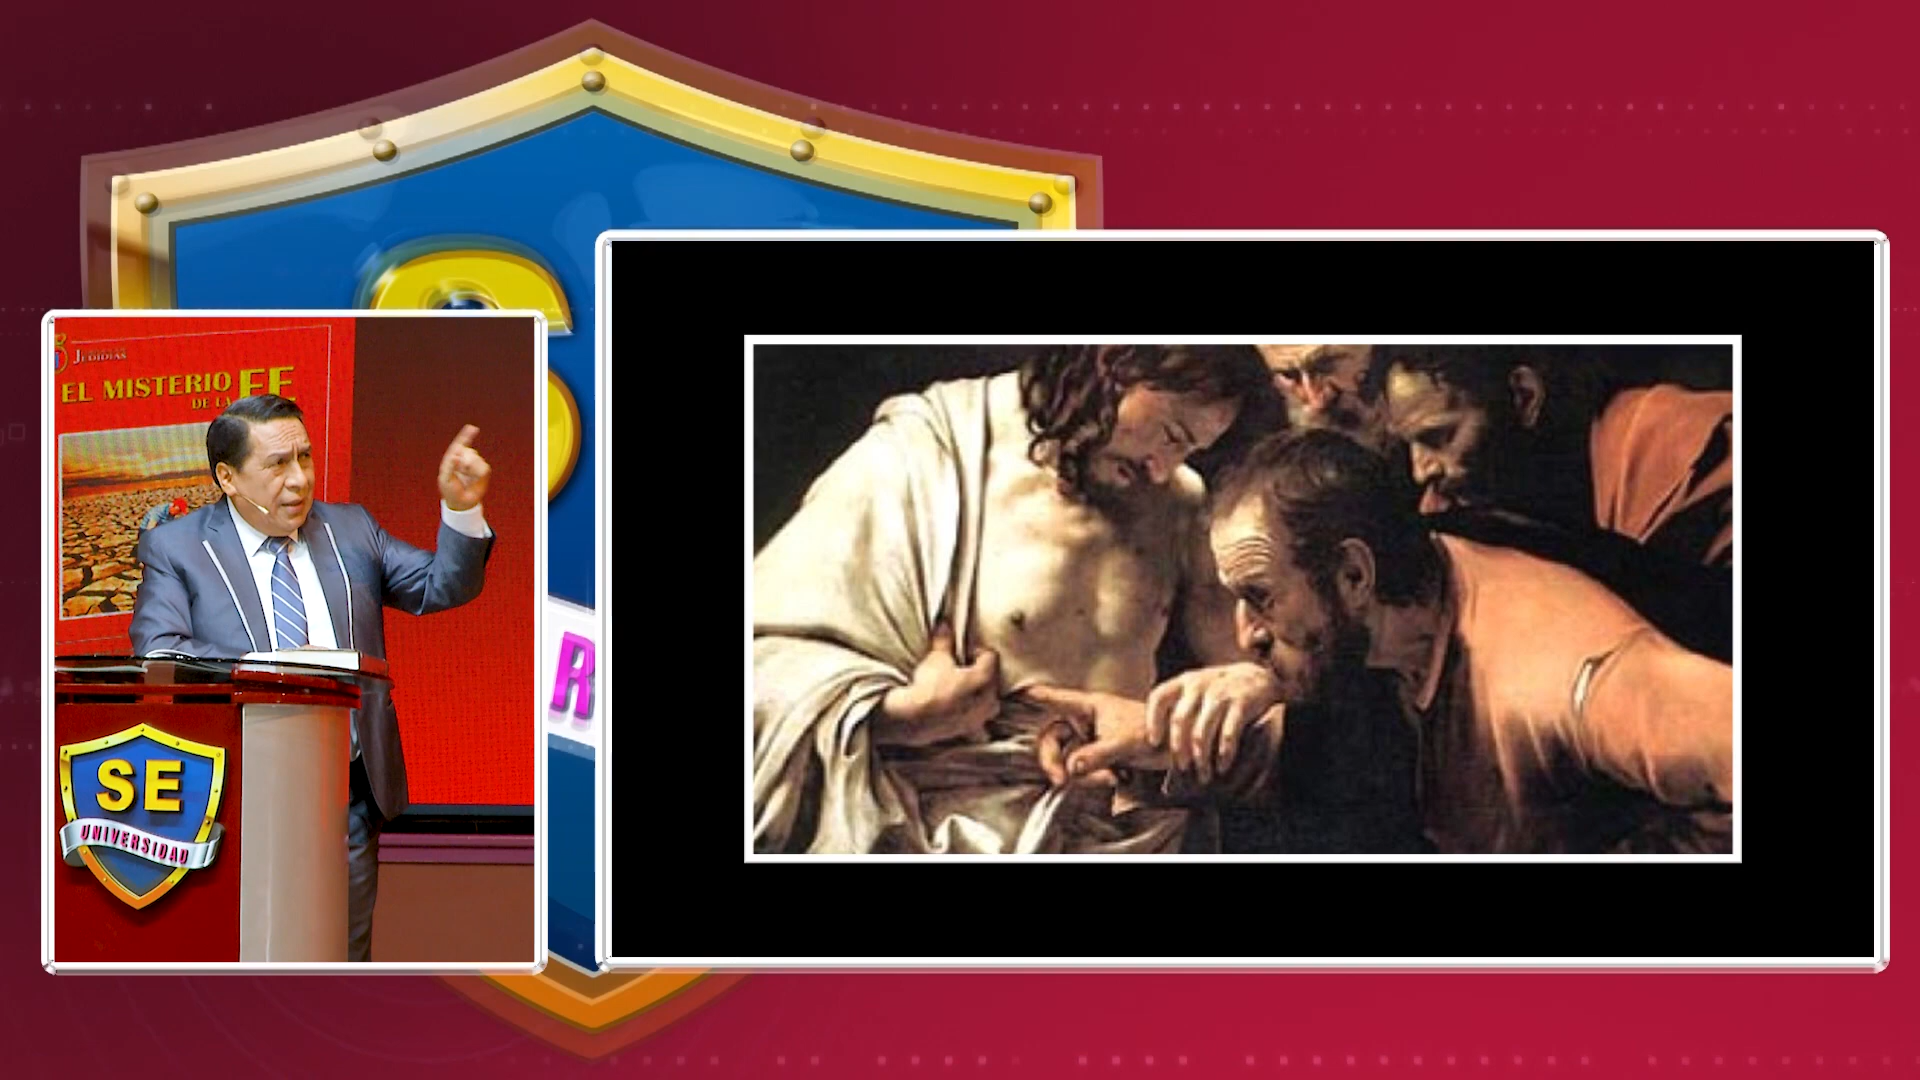 JEDIDIAS
EL MISTERIO
DE LA FE
SE
UNIVERSIDAD
S
R